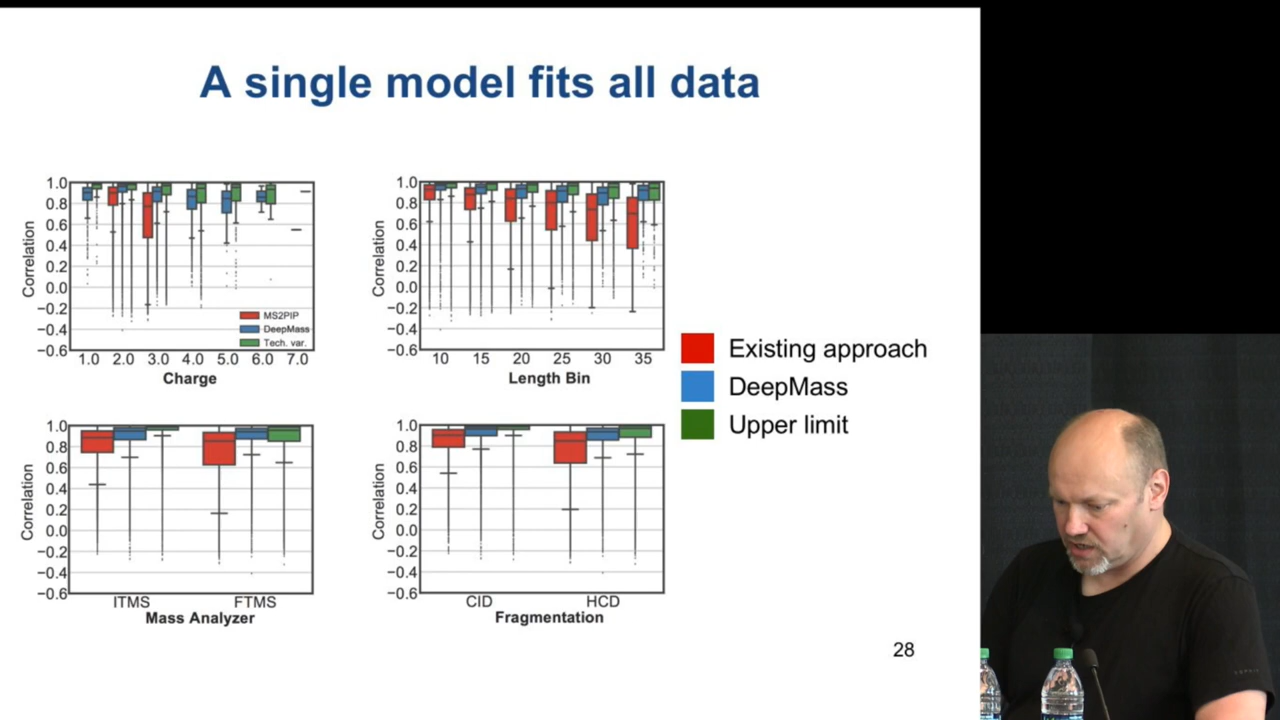 A single model fits all data
1.0
0.8
0.6
0.4
0.2
0.0
−0.2
−0.4
−0.6
Correlation
MS2PIP
DeepMass
Tech. var.
1.0 2.0 3.0 4.0 5.0 6.0 7.0
Charge
1.0
0.8
0.6
0.4
0.2
0.0
−0.2
−0.4
−0.6
Correlation
10 15 20 25 30 35
Length Bin
Existing approach
DeepMass
Upper limit
1.0
0.8
0.6
0.4
0.2
0.0
−0.2
−0.4
−0.6
Correlation
ITMS FTMS
Mass Analyzer
1.0
0.8
0.6
0.4
0.2
0.0
−0.2
−0.4
−0.6
Correlation
CID HCD
Fragmentation
28